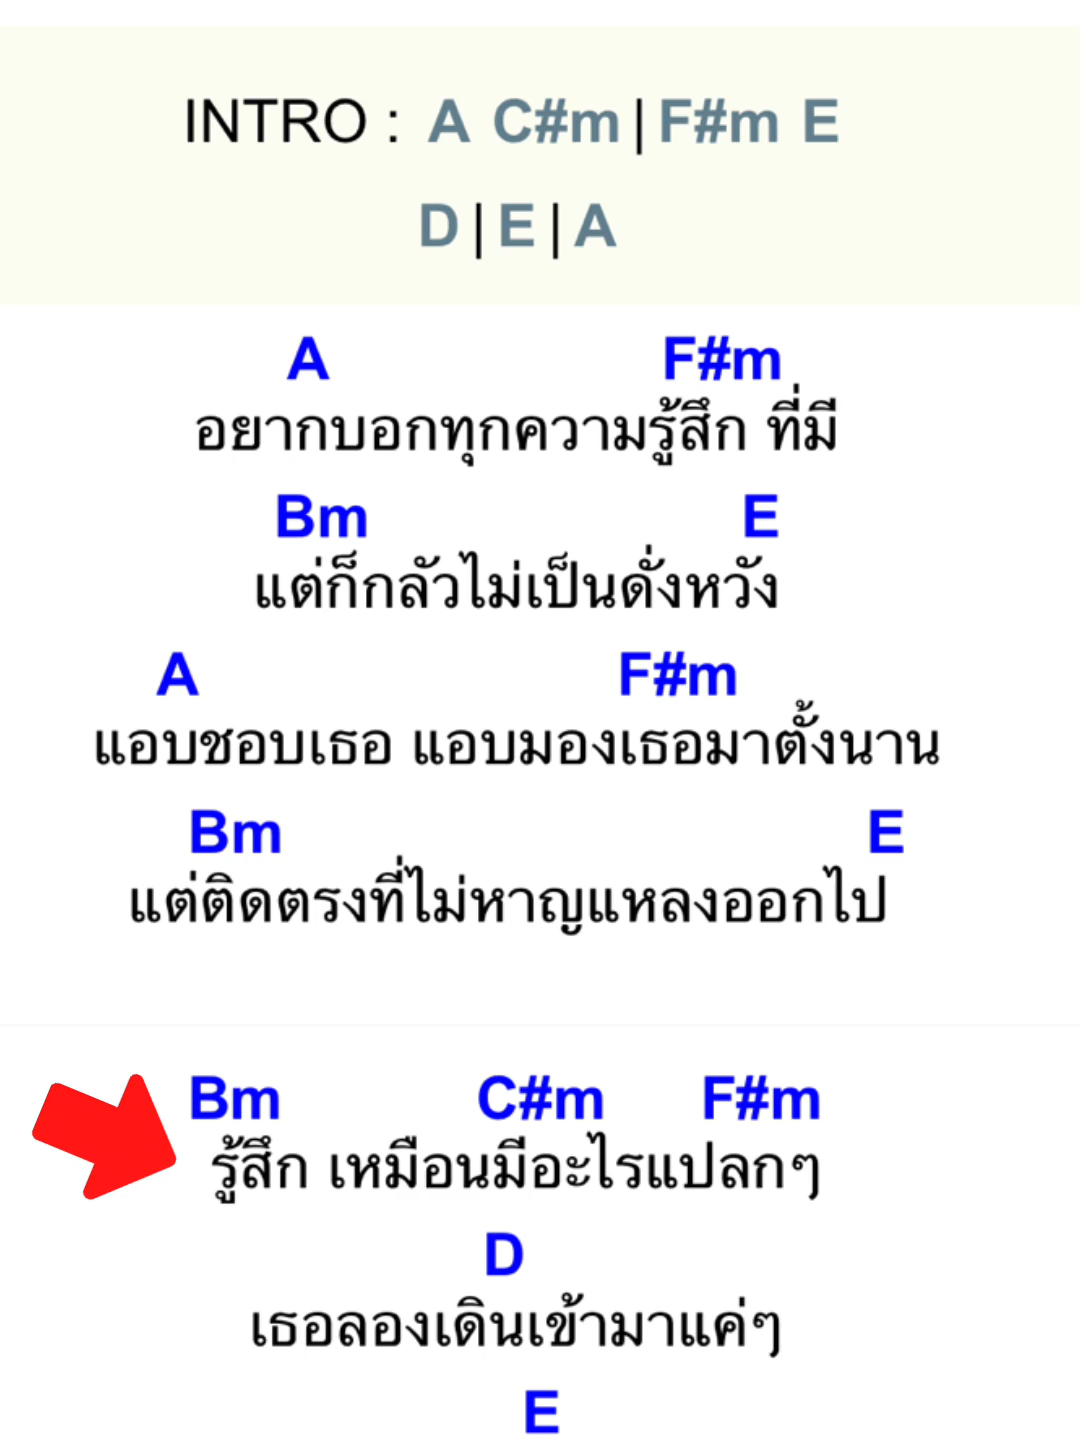 INTRO : A C#m | F#m E
D | E | A
A F#m
อยากบอกทุกความรู้สึก ที่มี
Bm E
แต่ก็กลัวไม่เป็นดั่งหวัง
A F#m
แอบชอบเธอ แอบมองเธอมาตั้งนาน
Bm E
แต่ติดตรงที่ไม่หาญแหลงออกไป
Bm C#m F#m
รู้สึก เหมือนมีอะไรแปลกๆ
D
เธอลองเดินเข้ามาแค่ๆ
E